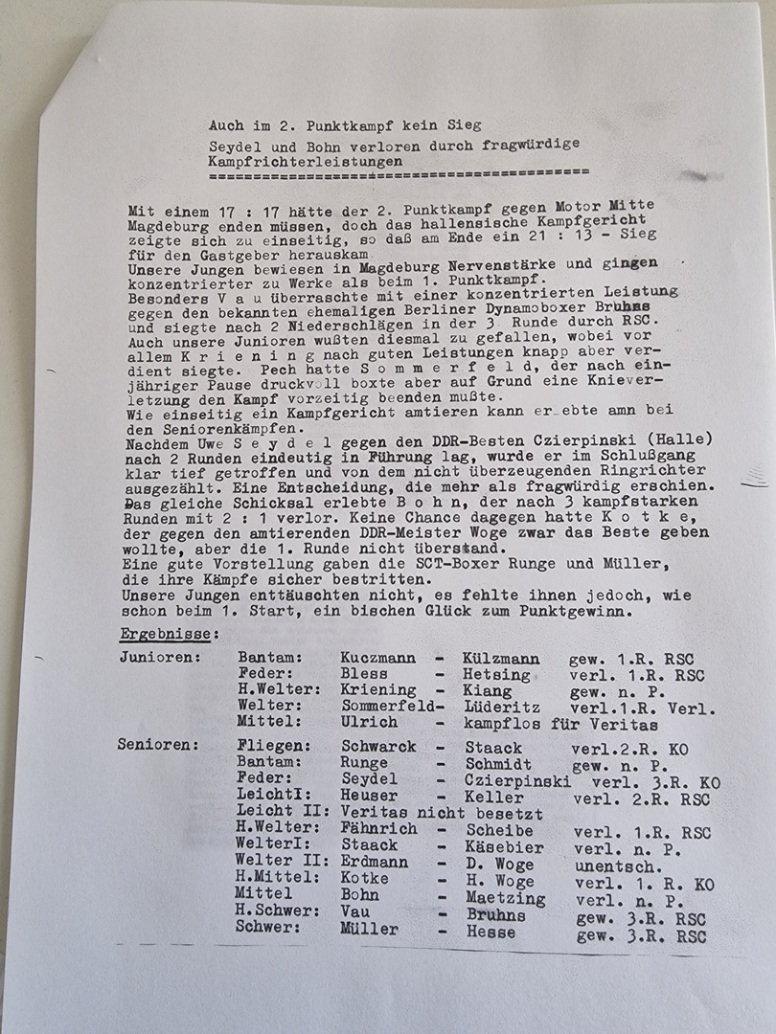 Auch im 2. Punktkampf kein Sieg
Seydel und Bohn verloren durch fragwürdige
Kampfrichterleistungen
===========================================
Mit einem 17 : 17 hätte der 2. Punktkampf gegen Motor Mitte
Magdeburg enden müssen, doch das hallensische Kampfgericht
zeigte sich zu einseitig, so daß am Ende ein 21 : 13 - Sieg
für den Gastgeber herauskam.
Unsere Jungen bewiesen in Magdeburg Nervenstärke und gingen
konzentrierter zu Werke als beim 1. Punktkampf.
Besonders V a u überraschte mit einer konzentrierten Leistung
gegen den bekannten ehemaligen Berliner Dynamoboxer Bruhns
und siegte nach 2 Niederschlägen in der 3 Runde durch RSC.
Auch unsere Junioren wußten diesmal zu gefallen, wobei vor
allem K r i e n i n g nach guten Leistungen knapp aber ver-
dient siegte. Pech hatte S o m m e r f e l d, der nach ein-
jähriger Pause druckvoll boxte aber auf Grund eine Kniever-
letzung den Kampf vorzeitig beenden mußte.
Wie einseitig ein Kampfgericht amtieren kann er ebte amn bei
den Seniorenkämpfen.
Nachdem Uwe S e y d e l gegen den DDR-Besten Czierpinski (Halle)
nach 2 Runden eindeutig in Führung lag, wurde er im Schlußgang
klar tief getroffen und von dem nicht überzeugenden Ringrichter
ausgezählt. Eine Entscheidung, die mehr als fragwürdig erschien.
Das gleiche Schicksal erlebte B o h n, der nach 3 kampfstarken
Runden mit 2 : 1 verlor. Keine Chance dagegen hatte K o t k e,
der gegen den amtierenden DDR-Meister Woge zwar das Beste geben
wollte, aber die 1. Runde nicht überstand.
Eine gute Vorstellung gaben die SCT-Boxer Runge und Müller,
die ihre Kämpfe sicher bestritten.
Unsere Jungen enttäuschten nicht, es fehlte ihnen jedoch, wie
schon beim 1. Start, ein bischen Glück zum Punktgewinn.
Ergebnisse:
Junioren: Bantam: Kuczmann - Külzmann gew. 1.R. RSC
Feder: Bless - Hetsing verl. 1.R. RSC
H.Welter: Kriening - Kiang gew. n. P.
Welter: Sommerfeld- Lüderitz verl.1.R. Verl.
Mittel: Ulrich - kampflos für Veritas
Senioren: Fliegen: Schwarck - Staack verl.2.R. KO
Bantam: Runge - Schmidt gew. n. P.
Feder: Seydel - Czierpinski verl. 3.R. KO
LeichtI: Heuser - Keller verl. 2.R. RSC
Leicht II: Veritas nicht besetzt
H.Welter: Fähnrich - Scheibe verl. 1.R. RSC
WelterI: Staack - Käsebier verl. n. P.
Welter II: Erdmann - D. Woge unentsch.
H.Mittel: Kotke - H. Woge verl. 1. R. KO
Mittel Bohn - Maetzing verl. n. P.
H.Schwer: Vau - Bruhns gew. 3.R. RSC
Schwer: Müller - Hesse gew. 3.R. RSC